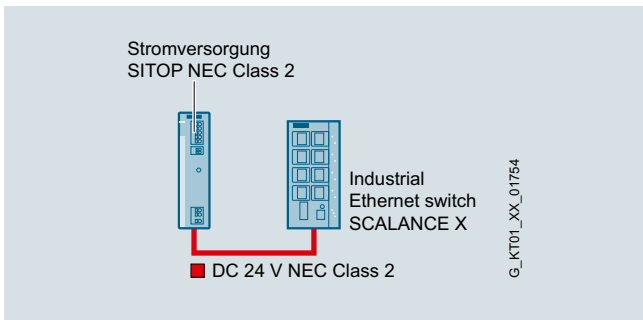 Stromversorgung
SITOP NEC Class 2
Industrial
Ethernet switch
SCALANCE X
DC 24 V NEC Class 2
G_KT01_XX_01754